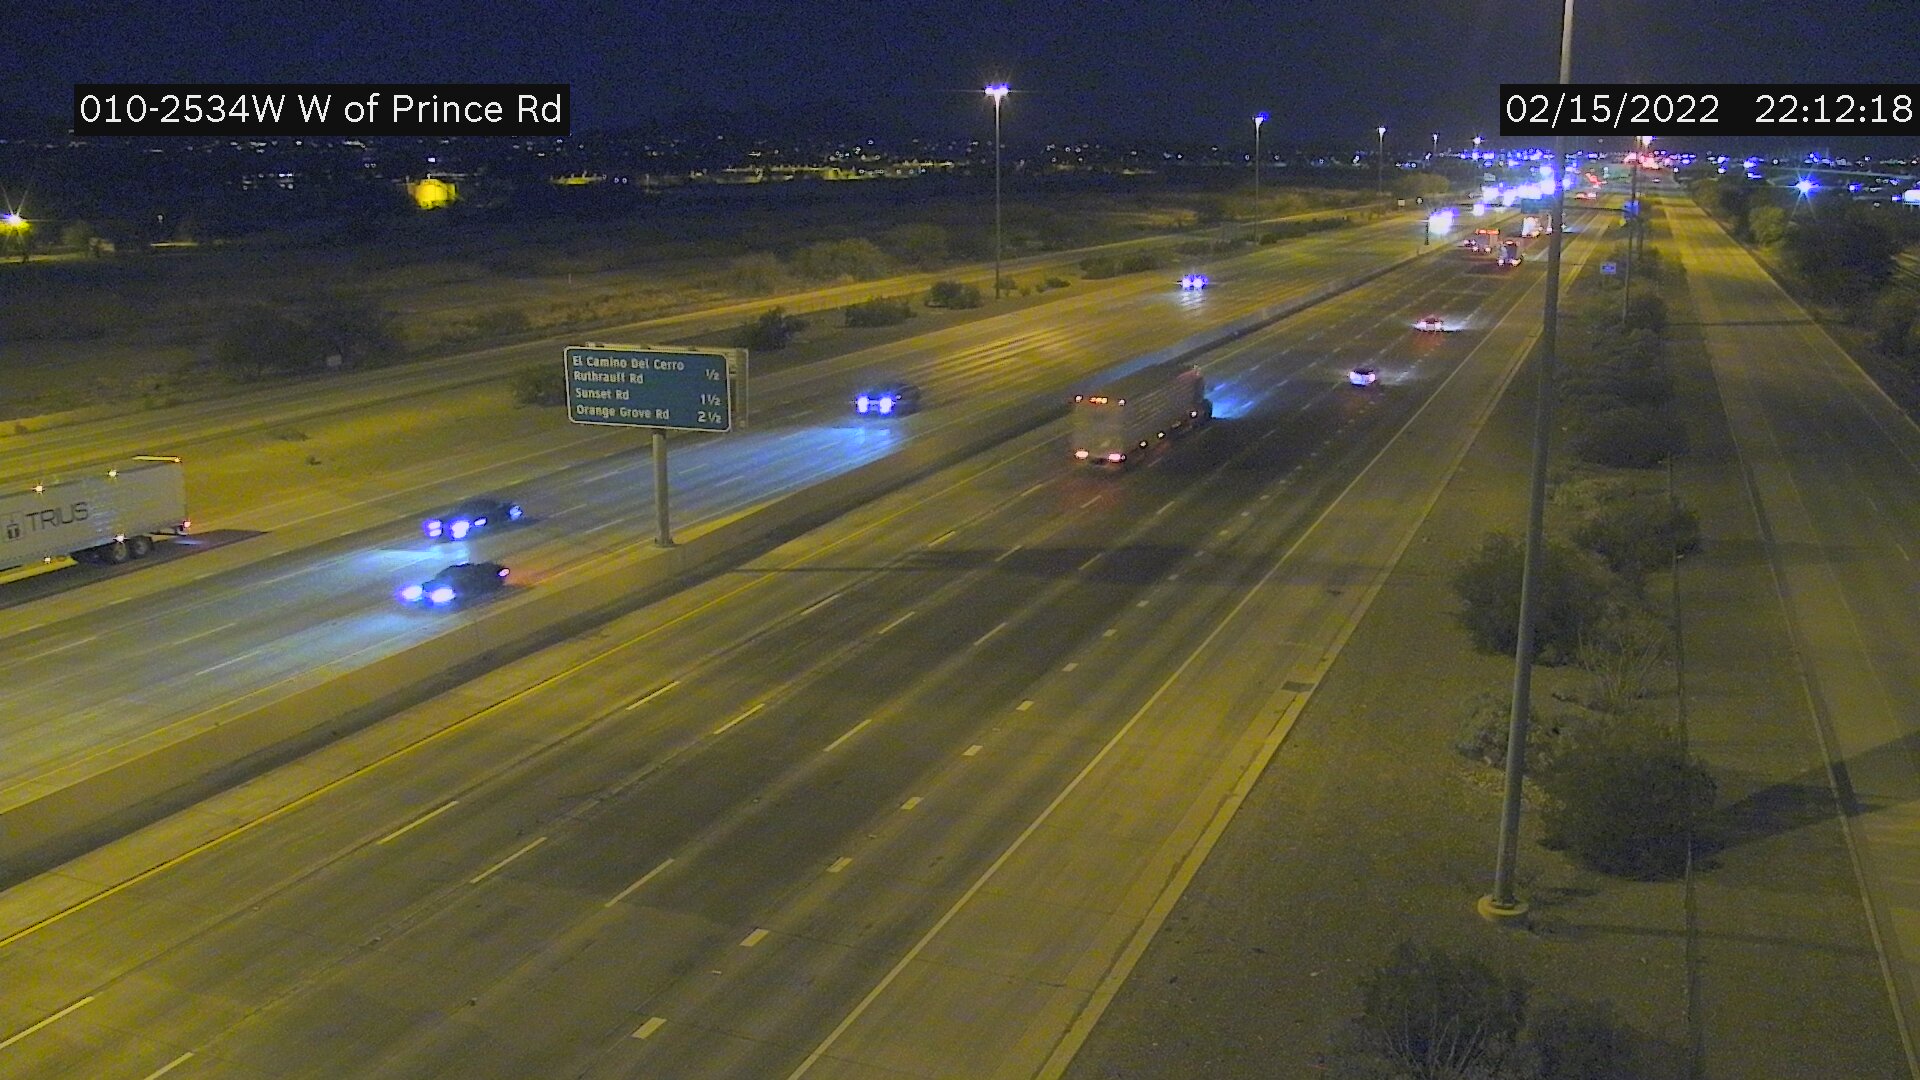 010-2534W W of Prince Rd
02/15/2022 22:12:18
El Camino Del Cerro
Ruthrauff Rd ½
Sunset Rd 1½
Orange Grove Rd 2½
TRIUS